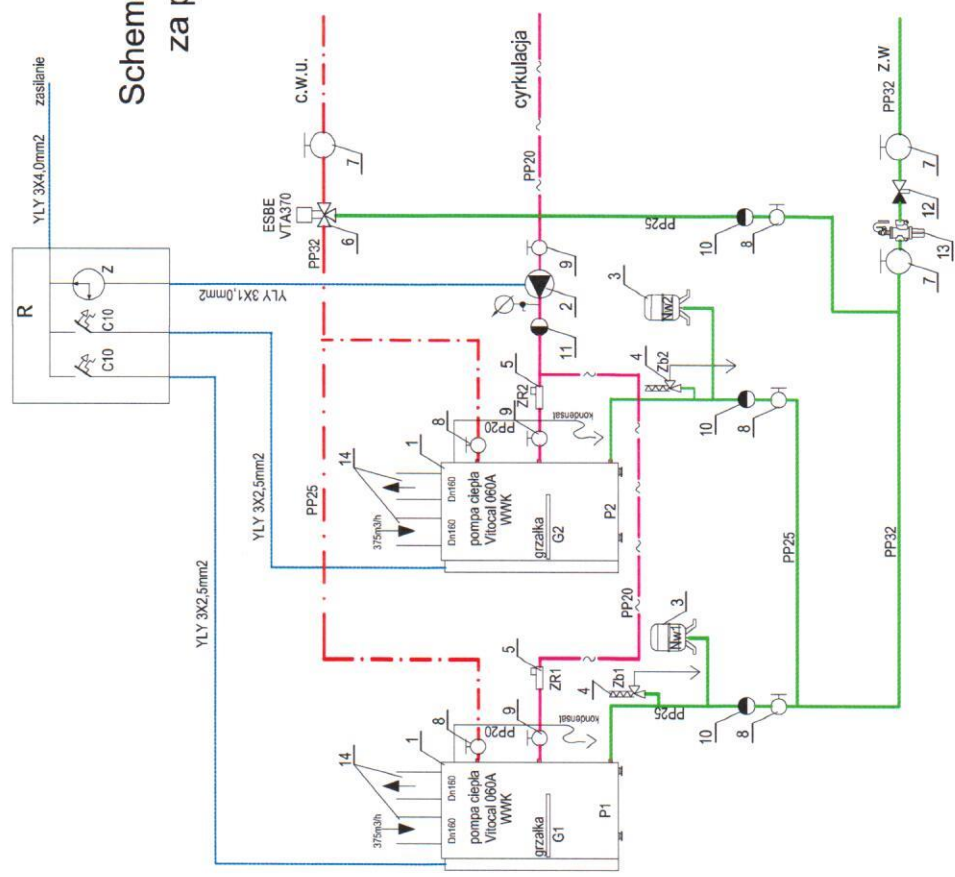 Schem
za p
YLY 3X4,0mm2 zasilanie
R
C10
C10
Z
YLY 3X2,5mm2
YLY 3X2,5mm2
YLY 3X1,0mm2
ESBE
VTA370
c.w.u.
PP25
PP32
6
7
cyrkulacja
PP20
9
2
11
5
ZR2
9
PP20
8
kondensat
14
1
375m3/h
Dn160
Dn160
pompa ciepła
Vitocal 060A
WWK
grzałka
G2
P2
3
Nw2
4
Zb2
10
8
PP25
10
8
14
1
375m3/h
Dn160
Dn160
pompa ciepła
Vitocal 060A
WWK
grzałka
G1
P1
8
PP20
9
kondensat
5
ZR1
PP20
3
Nw1
4
Zb1
PP25
10
8
PP25
PP32
7
13
12
7
PP32 Z.W